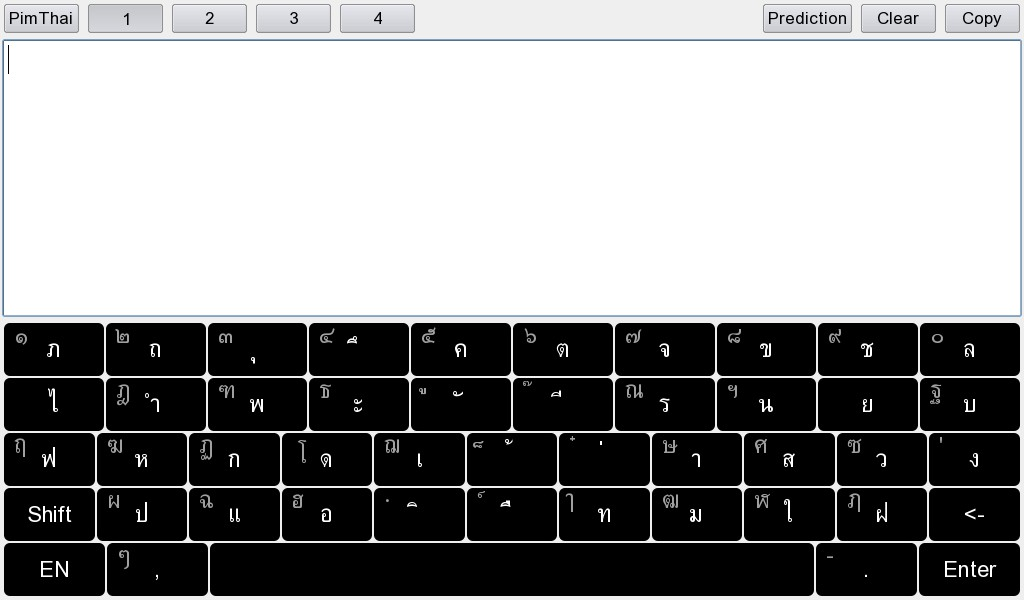 PimThai 1 2 3 4 Prediction Clear Copy
๑ ภ ๒ ถ ๓ ุ ๔ ึ ๕ ค ๖ ต ๗ จ ๘ ข ๙ ช ๐ ล
ไ ฎ ำ ฑ พ ธ ะ ู ั ๊ ี ณ ร ฯ น ย ฐ บ
ฤ ฟ ฆ ห ฏ ก โ ด ฌ เ ็ ้ ๋ ่ ษ า ศ ส ซ ว ง
Shift ผ ป ฉ แ ฮ อ ิ ์ ื ๅ ท ฒ ม ฬ ใ ฦ ฝ <-
EN ๆ , - . Enter